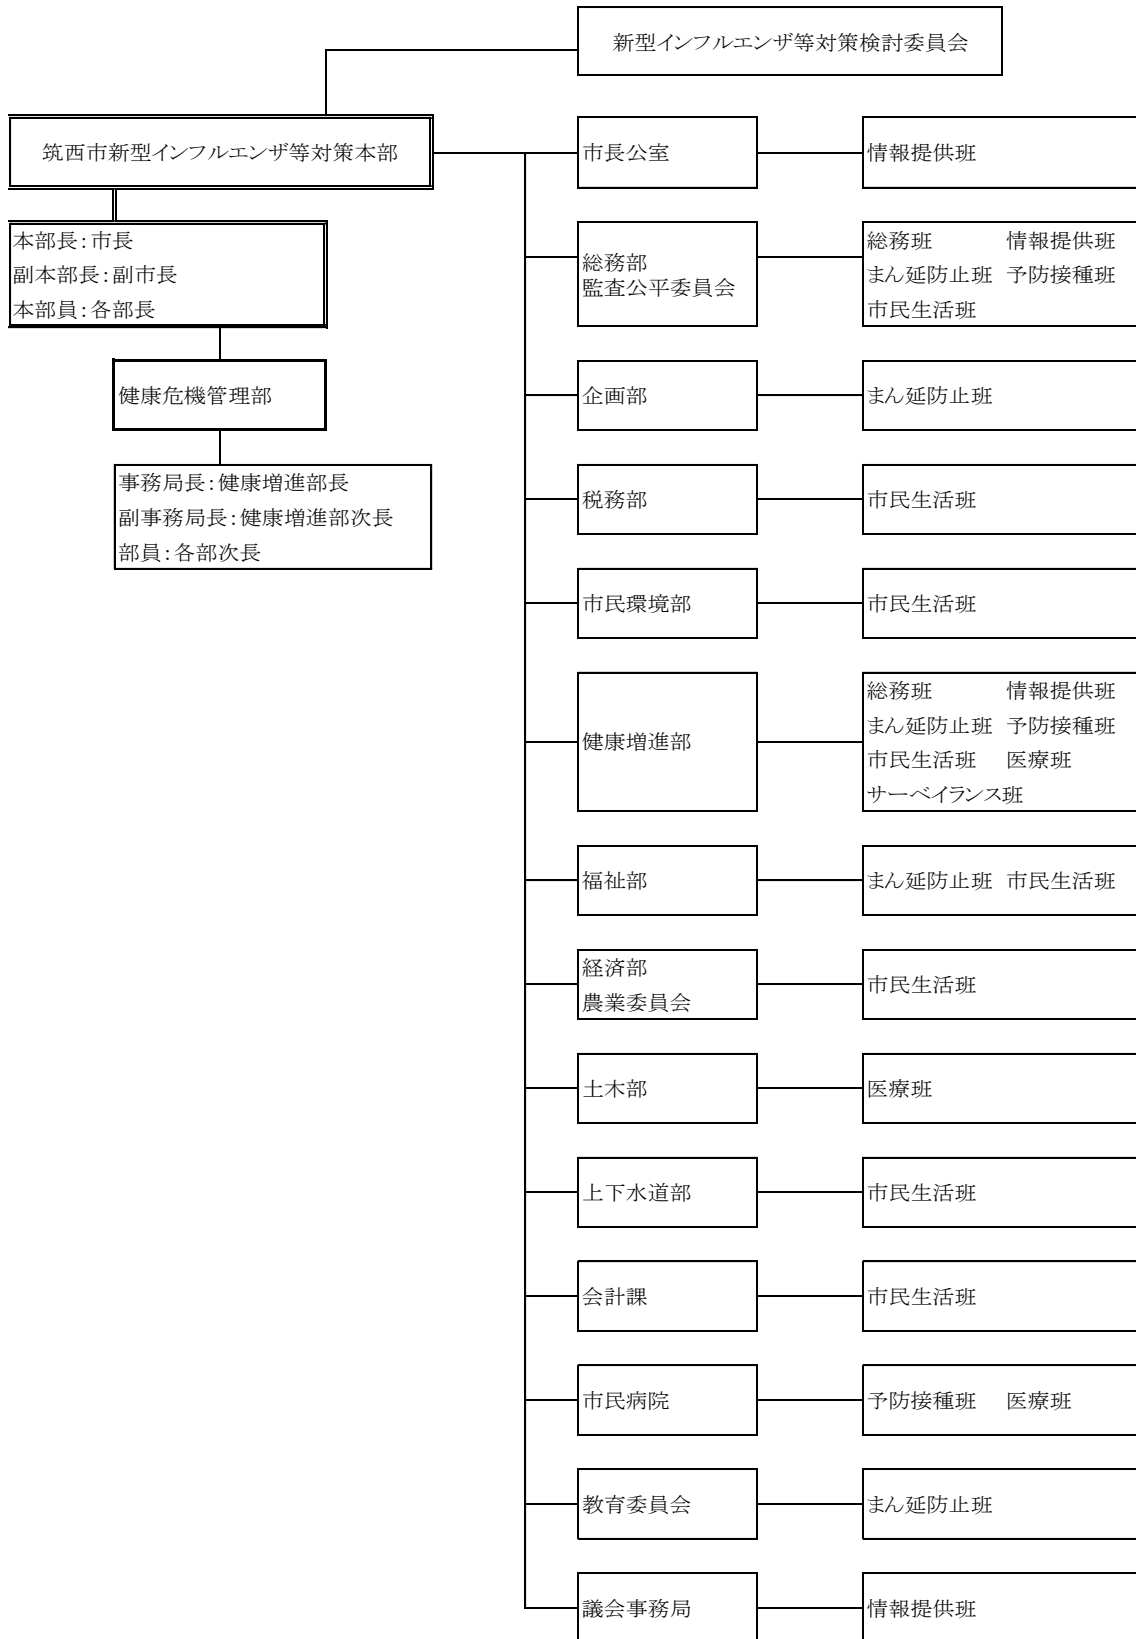 新型インフルエンザ等対策検討委員会
筑西市新型インフルエンザ等対策本部
本部長：市長
副本部長：副市長
本部員：各部長
健康危機管理部
事務局長：健康増進部長
副事務局長：健康増進部次長
部員：各部次長
市長公室
情報提供班
総務部
監査公平委員会
総務班　情報提供班
まん延防止班　予防接種班
市民生活班
企画部
まん延防止班
税務部
市民生活班
市民環境部
市民生活班
健康増進部
総務班　情報提供班
まん延防止班　予防接種班
市民生活班　医療班
サーベイランス班
福祉部
まん延防止班　市民生活班
経済部
農業委員会
市民生活班
土木部
医療班
上下水道部
市民生活班
会計課
市民生活班
市民病院
予防接種班　医療班
教育委員会
まん延防止班
議会事務局
情報提供班